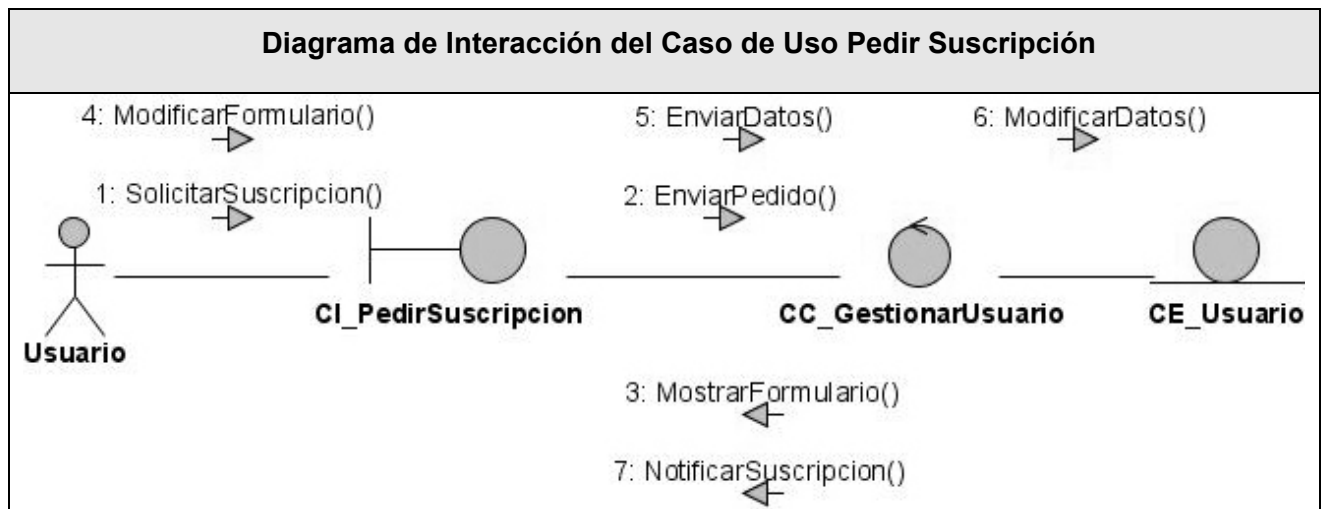 Diagrama de Interacción del Caso de Uso Pedir Suscripción
4: ModificarFormulario()
5: EnviarDatos()
6: ModificarDatos()
1: SolicitarSuscripcion()
2: EnviarPedido()
CI_PedirSuscripcion
CC_GestionarUsuario
CE_Usuario
Usuario
3: MostrarFormulario()
7: NotificarSuscripcion()